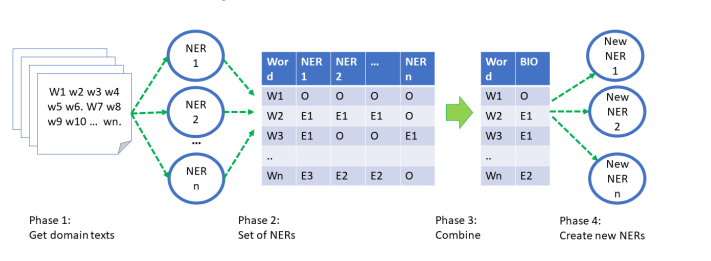 W1 w2 w3 w4
w5 w6. W7 w8
w9 w10 ... wn.
NER
1
NER
2
...
NER
n
Wor
d NER
1 NER
2 ... NER
n
W1 O O O O
W2 E1 E1 E1 O
W3 E1 O O E1
..
Wn E3 E2 E2 O
Wor
d BIO
W1 O
W2 E1
W3 E1
..
Wn E2
New
NER
1
New
NER
2
New
NER
n
Phase 1:
Get domain texts
Phase 2:
Set of NERs
Phase 3:
Combine
Phase 4:
Create new NERs